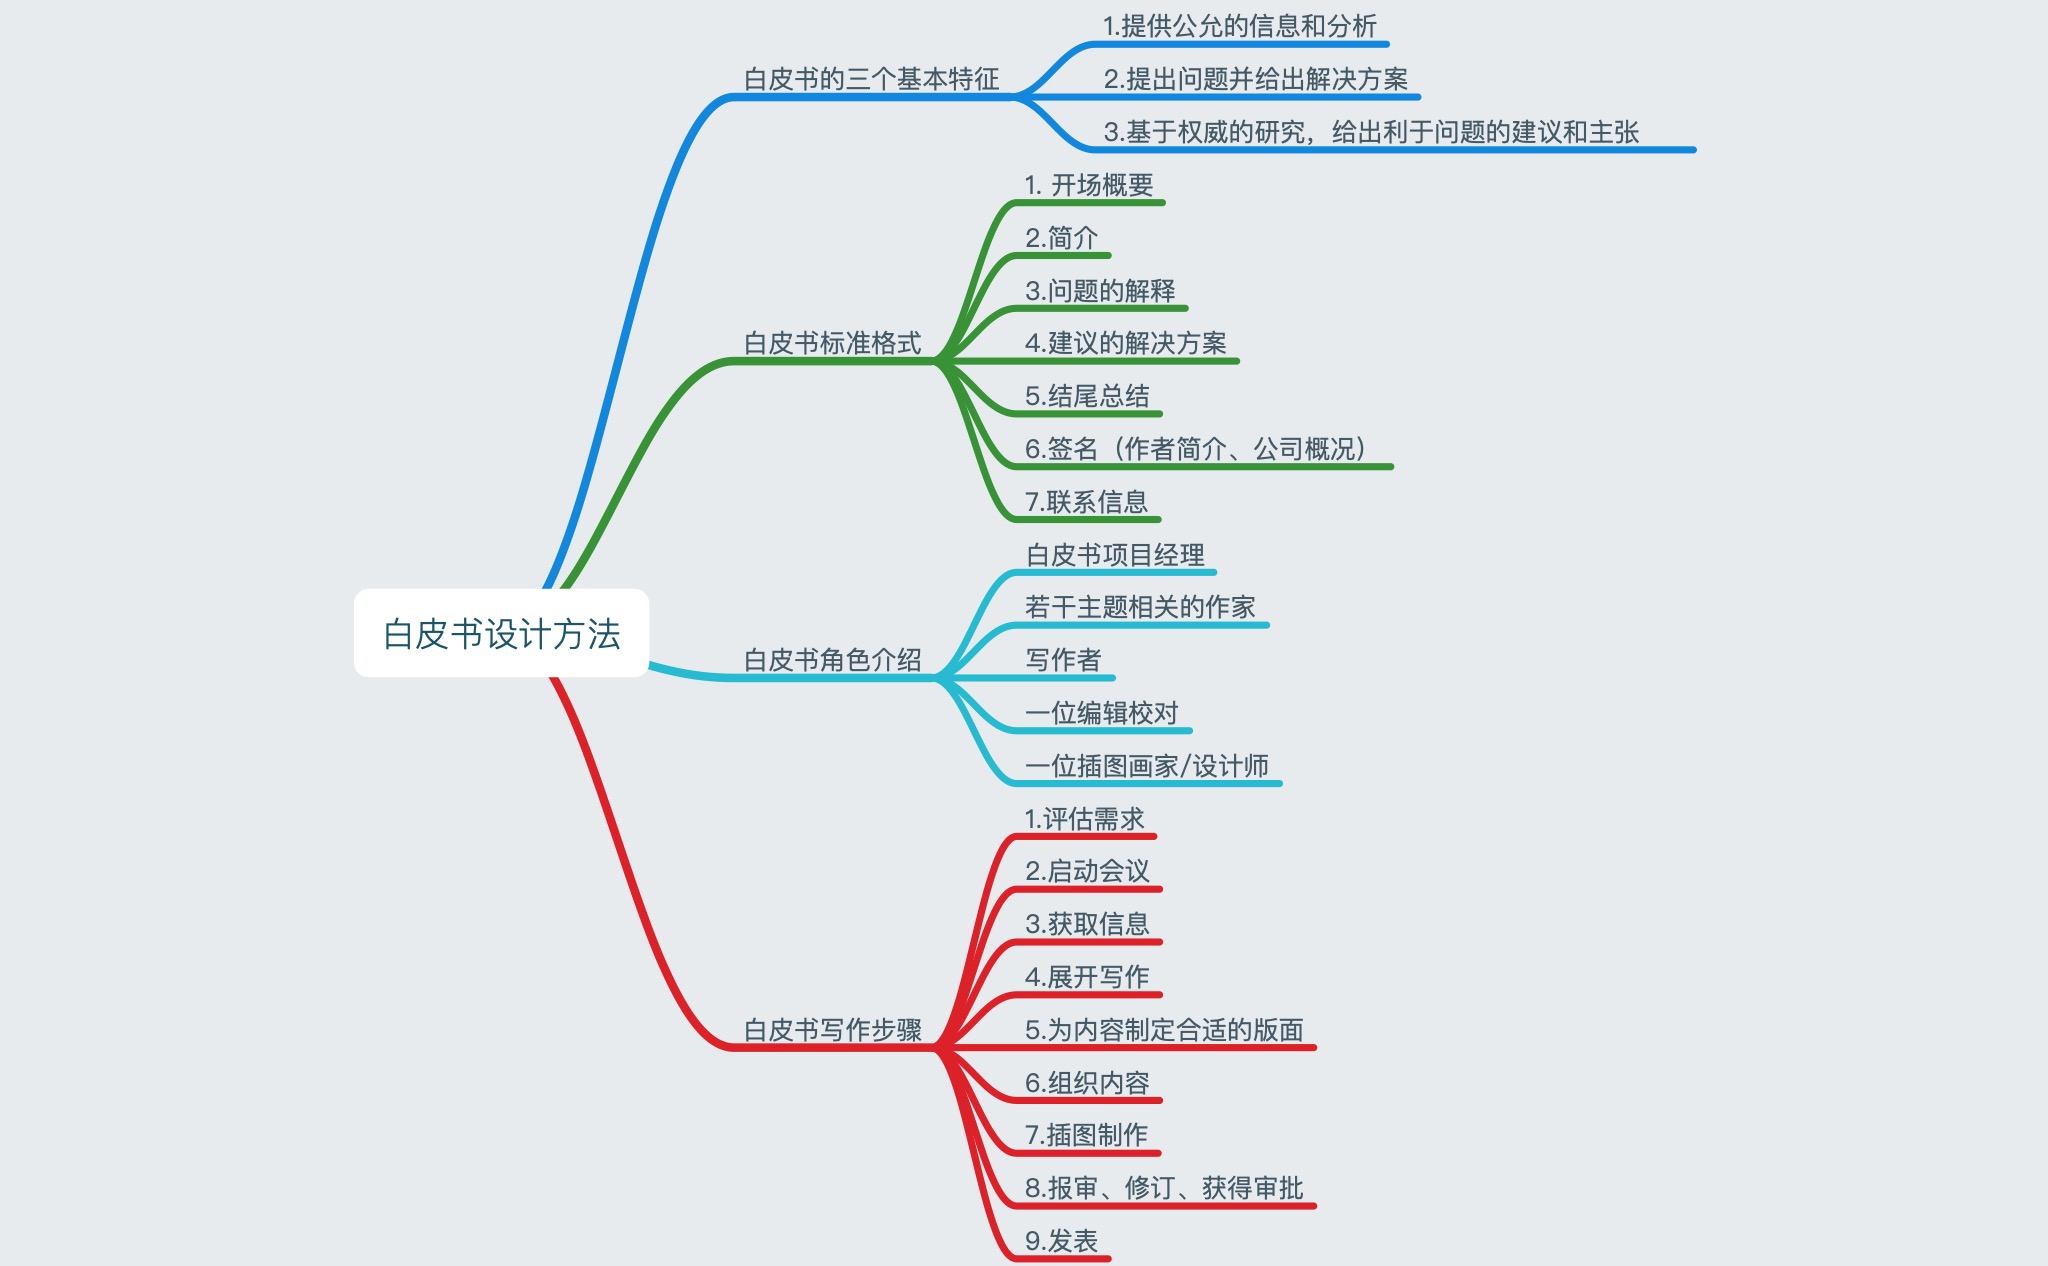 白皮书设计方法
白皮书的三个基本特征
1.提供公允的信息和分析
2.提出问题并给出解决方案
3.基于权威的研究，给出利于问题的建议和主张
白皮书标准格式
1. 开场概要
2.简介
3.问题的解释
4.建议的解决方案
5.结尾总结
6.签名（作者简介、公司概况）
7.联系信息
白皮书角色介绍
白皮书项目经理
若干主题相关的作家
写作者
一位编辑校对
一位插图画家/设计师
白皮书写作步骤
1.评估需求
2.启动会议
3.获取信息
4.展开写作
5.为内容制定合适的版面
6.组织内容
7.插图制作
8.报审、修订、获得审批
9.发表